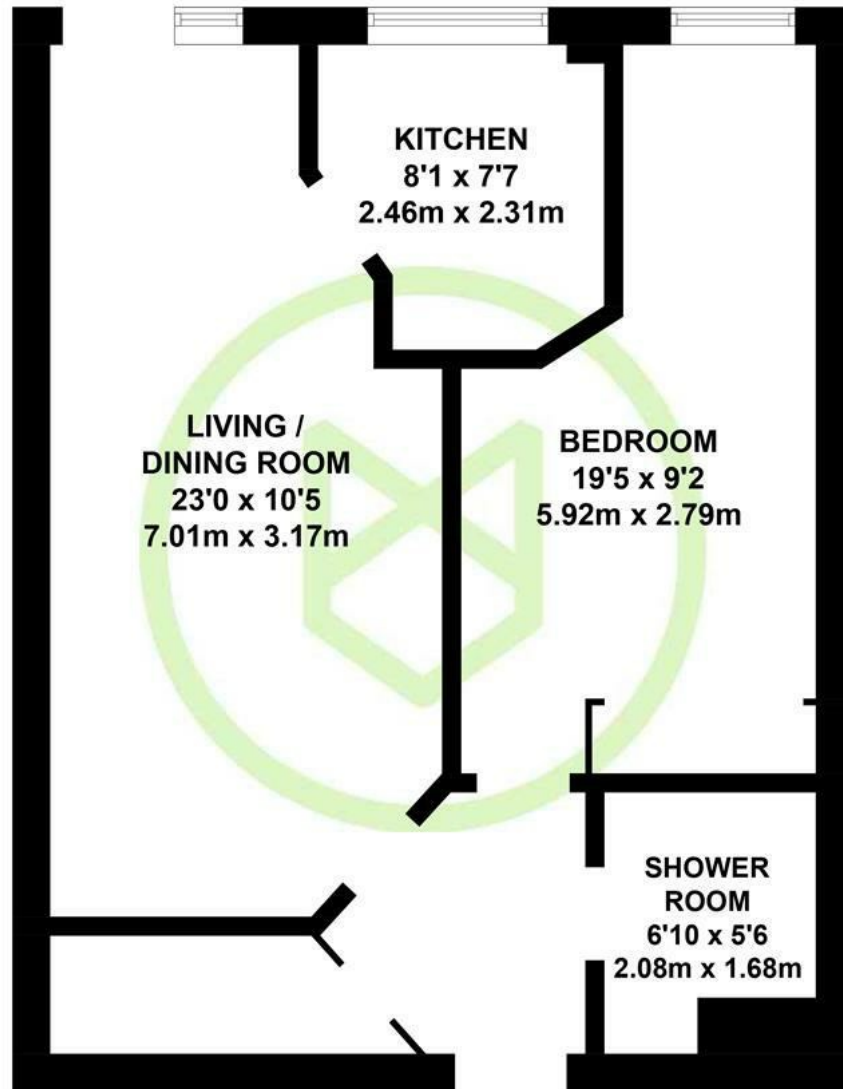 KITCHEN
8'1 x 7'7
2.46m x 2.31m
LIVING /
DINING ROOM
23'0 x 10'5
7.01m x 3.17m
BEDROOM
19'5 x 9'2
5.92m x 2.79m
SHOWER
ROOM
6'10 x 5'6
2.08m x 1.68m